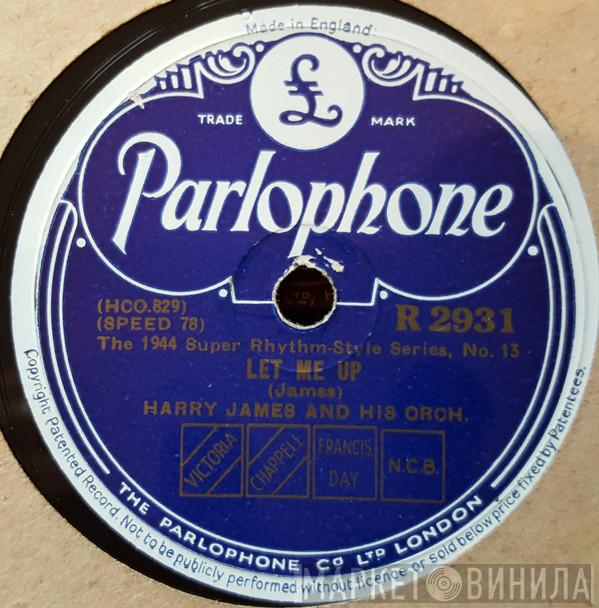 Made in England
£
TRADE MARK
Parlophone
(HCO.829)
(SPEED 78)
R 2931
The 1944 Super Rhythm-Style Series, No. 13
LET ME UP
(James)
HARRY JAMES AND HIS ORCH.
VICTORIA
CHAPPELL
FRANCIS, DAY
N.C.B.
THE PARLOPHONE Co LTD LONDON
Copyright. Patented Record. Not to be publicly performed without licence or sold below price fixed by Patentees.
МАРКЕТ ВИНИЛА